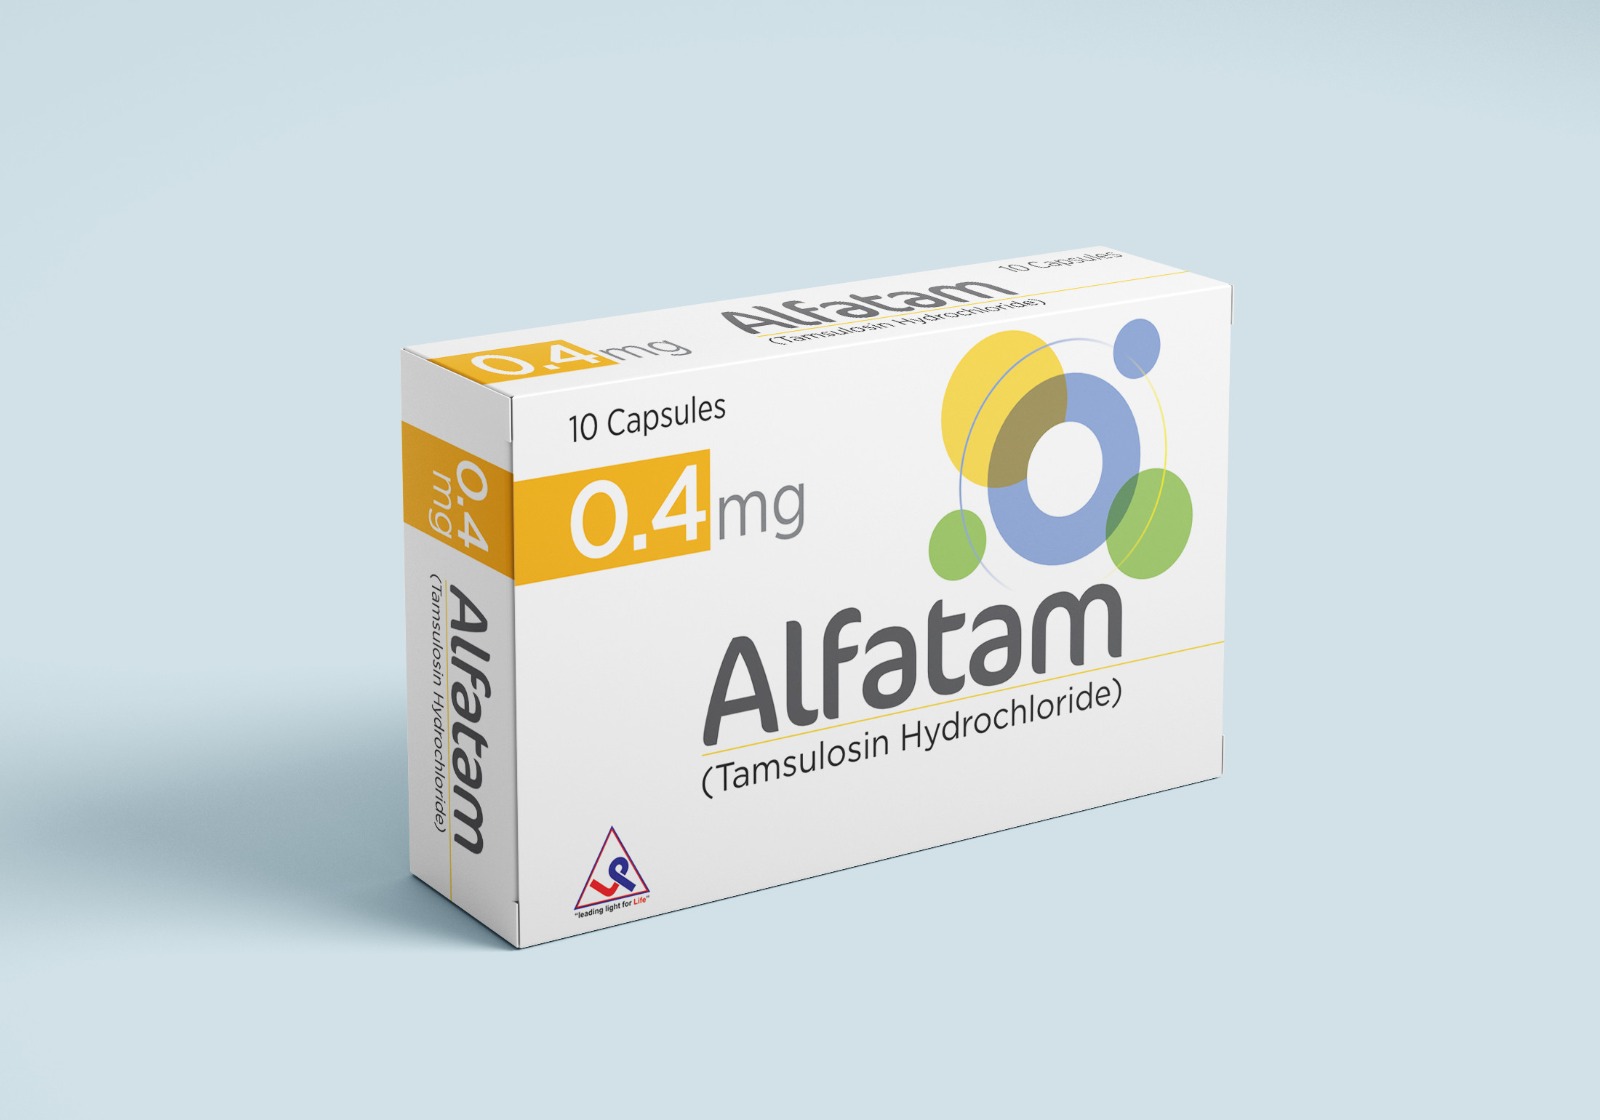 0.4mg
Alfatam
(Tamsulosin Hydrochloride)
10 Capsules
10 Capsules
0.4mg
Alfatam
(Tamsulosin Hydrochloride)
LP
"leading light for Life"
0.4
mg
Alfatam
(Tamsulosin Hydrochloride)